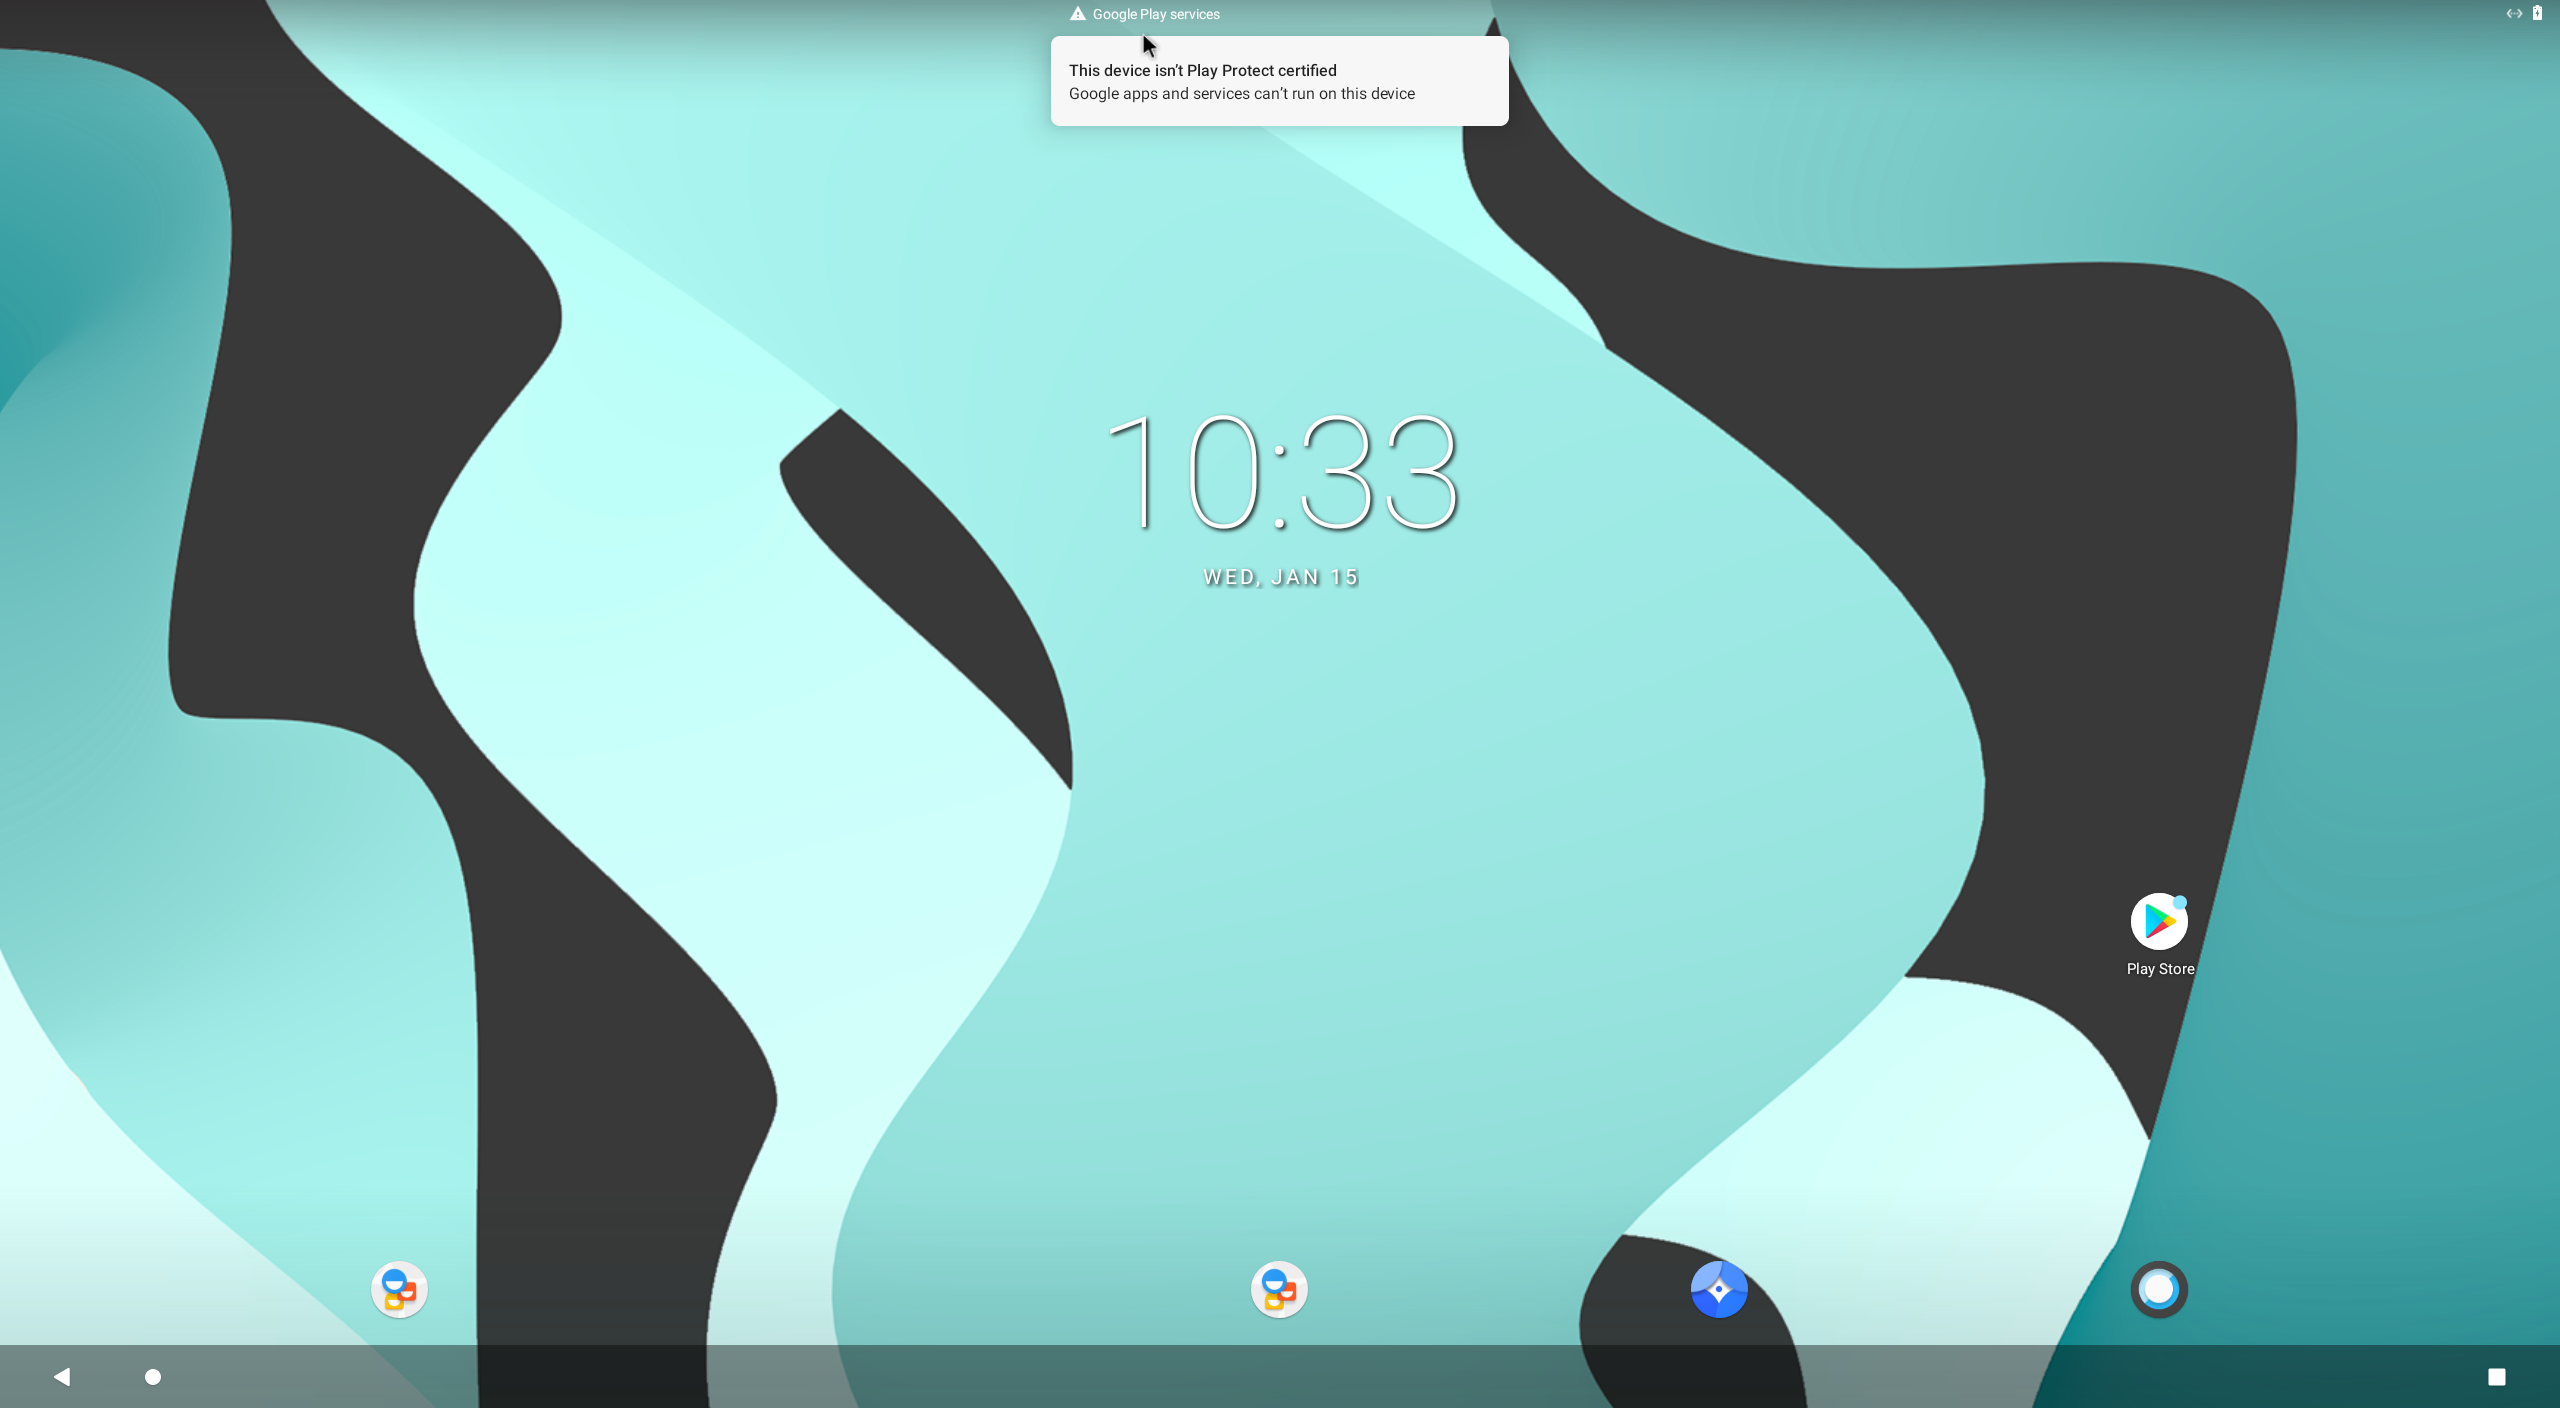 Google Play services
This device isn’t Play Protect certified
Google apps and services can’t run on this device
10:33
WED, JAN 15
Play Store